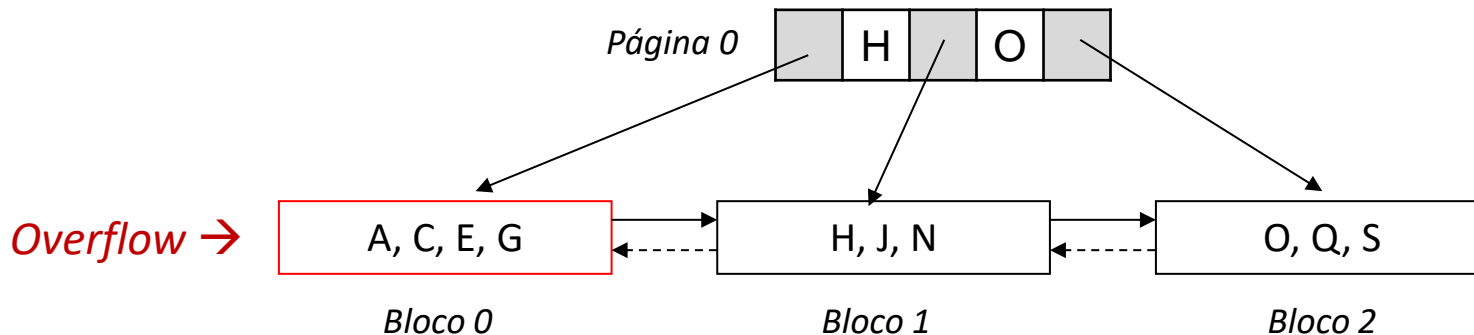 Página 0 H O
Overflow → A, C, E, G H, J, N O, Q, S
Bloco 0 Bloco 1 Bloco 2